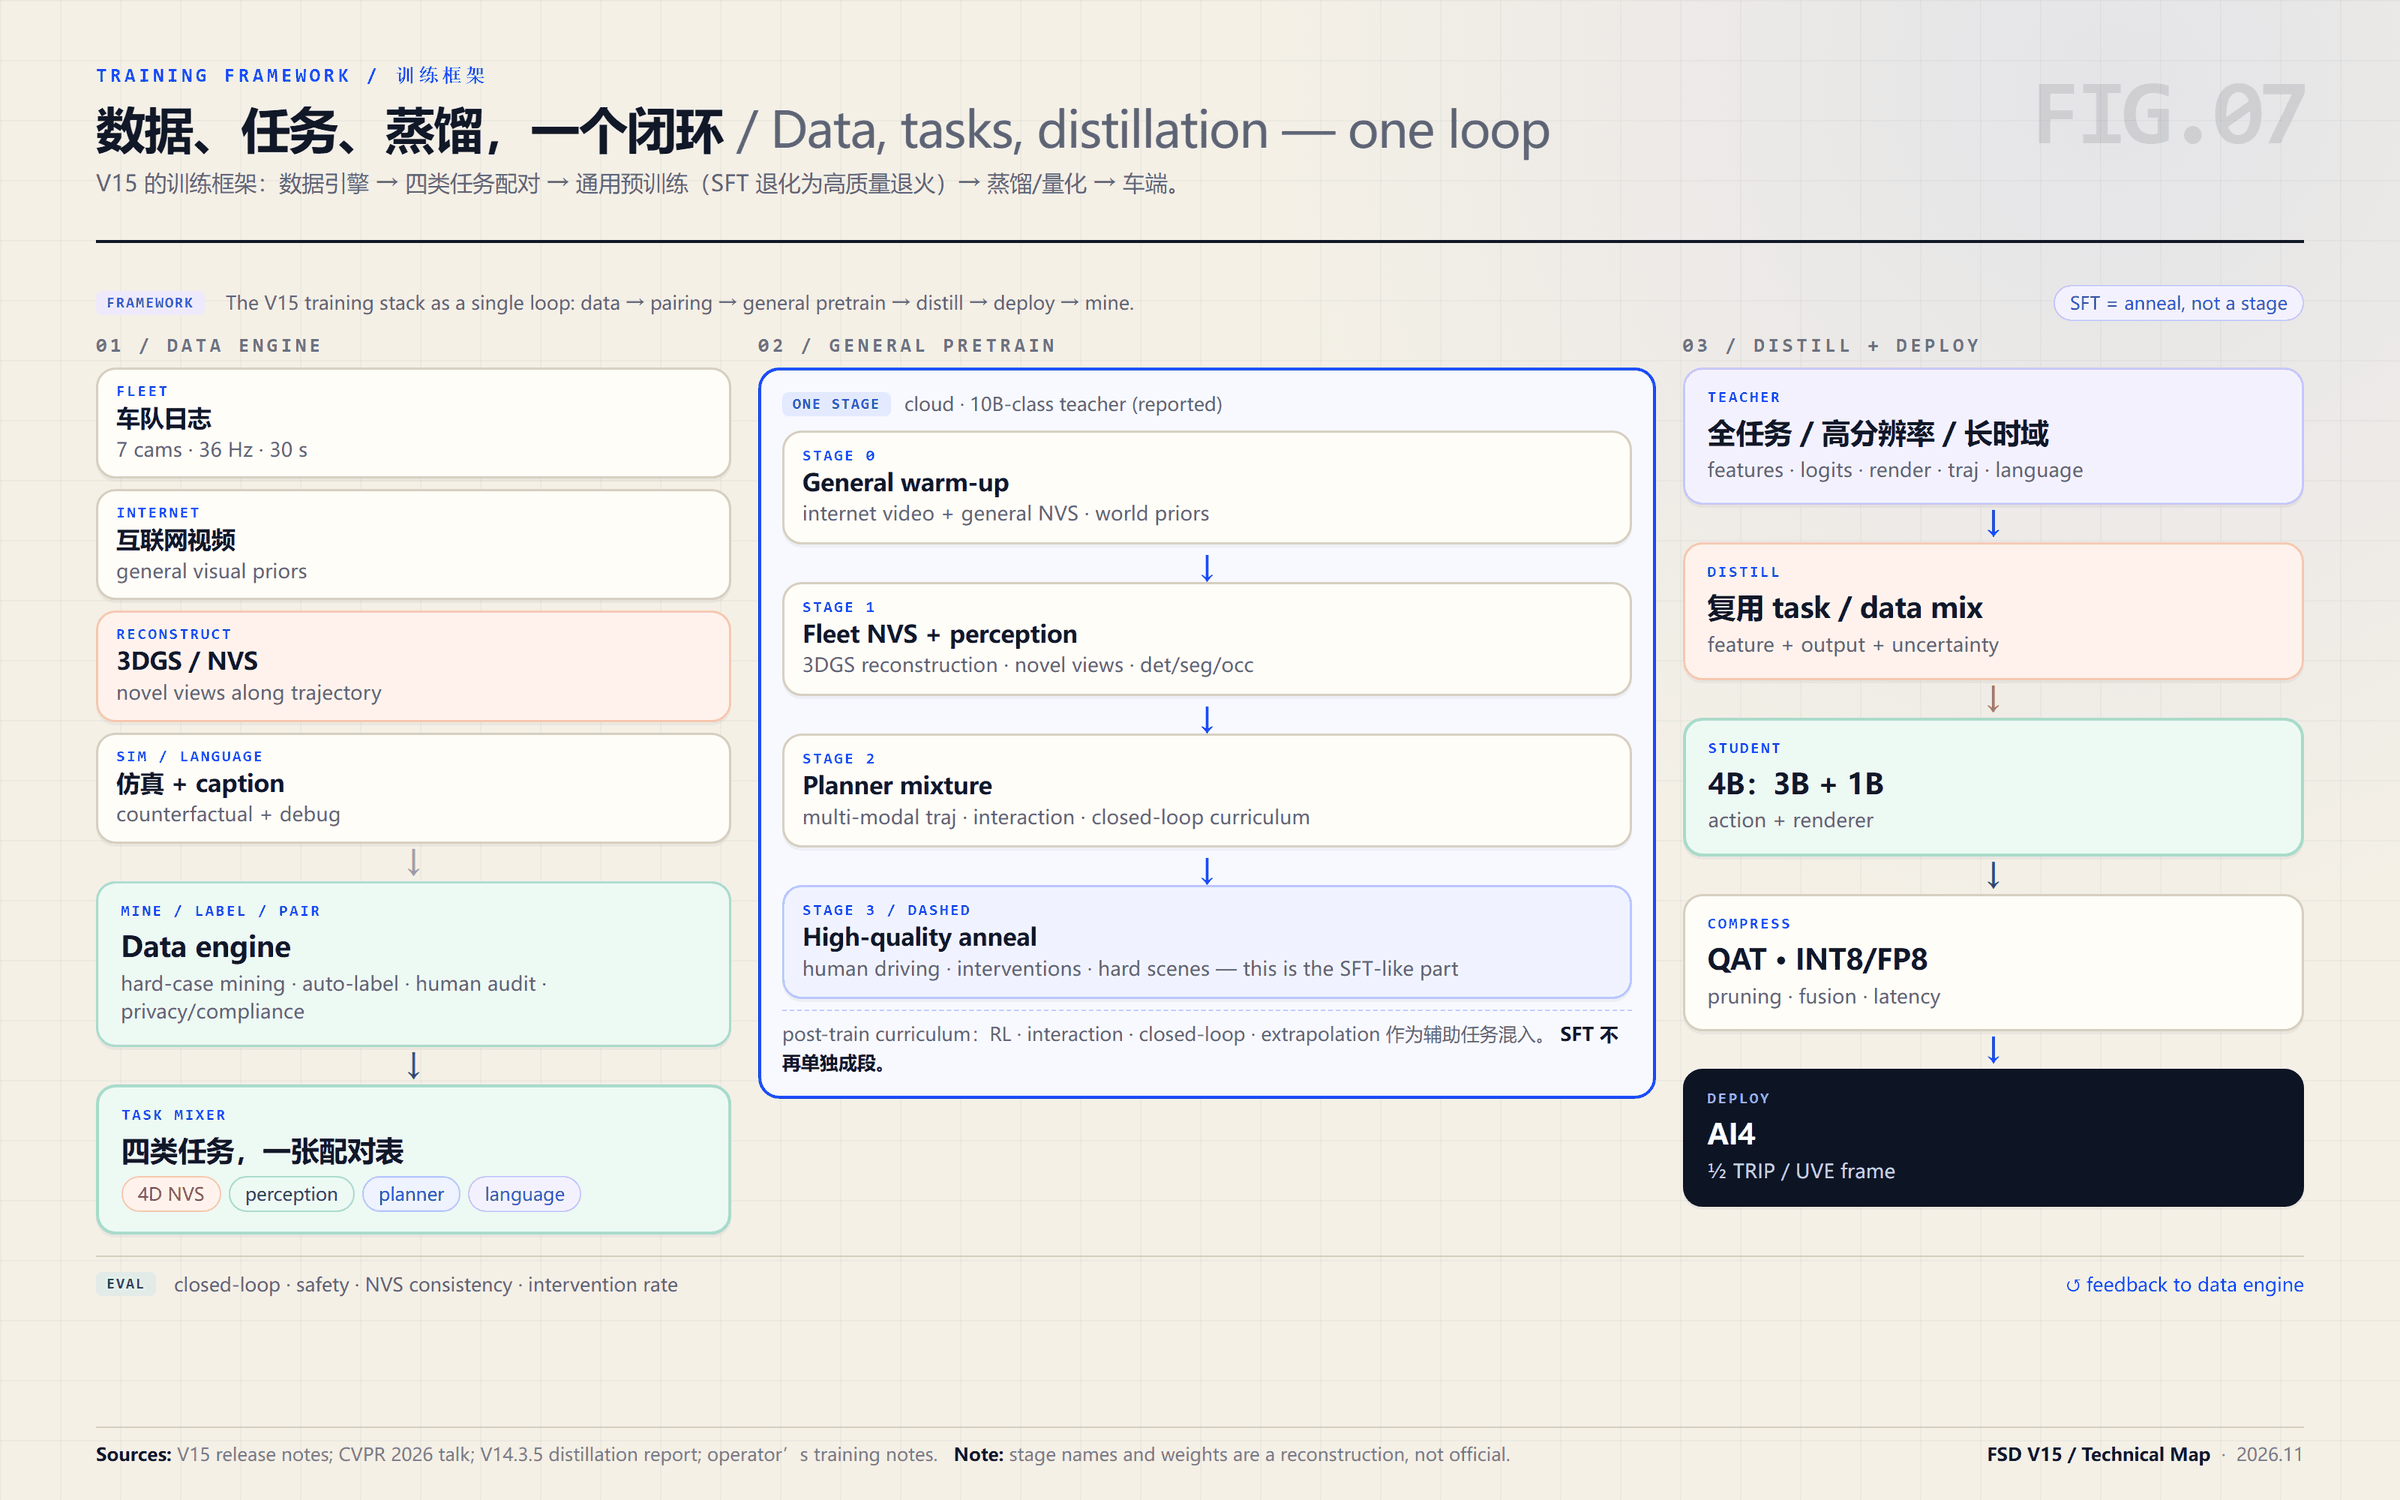 TRAINING FRAMEWORK / 训练框架
FIG.07
数据、任务、蒸馏，一个闭环 / Data, tasks, distillation — one loop
V15 的训练框架：数据引擎 → 四类任务配对 → 通用预训练（SFT 退化为高质量退火）→ 蒸馏/量化 → 车端。
FRAMEWORK The V15 training stack as a single loop: data → pairing → general pretrain → distill → deploy → mine.
SFT = anneal, not a stage
01 / DATA ENGINE
FLEET
车队日志
7 cams · 36 Hz · 30 s
INTERNET
互联网视频
general visual priors
RECONSTRUCT
3DGS / NVS
novel views along trajectory
SIM / LANGUAGE
仿真 + caption
counterfactual + debug
↓
MINE / LABEL / PAIR
Data engine
hard-case mining · auto-label · human audit ·
privacy/compliance
↓
TASK MIXER
四类任务，一张配对表
4D NVS perception planner language
02 / GENERAL PRETRAIN
ONE STAGE cloud · 10B-class teacher (reported)
STAGE 0
General warm-up
internet video + general NVS · world priors
↓
STAGE 1
Fleet NVS + perception
3DGS reconstruction · novel views · det/seg/occ
↓
STAGE 2
Planner mixture
multi-modal traj · interaction · closed-loop curriculum
↓
STAGE 3 / DASHED
High-quality anneal
human driving · interventions · hard scenes — this is the SFT-like part
post-train curriculum：RL · interaction · closed-loop · extrapolation 作为辅助任务混入。 SFT 不
再单独成段。
03 / DISTILL + DEPLOY
TEACHER
全任务 / 高分辨率 / 长时域
features · logits · render · traj · language
↓
DISTILL
复用 task / data mix
feature + output + uncertainty
↓
STUDENT
4B：3B + 1B
action + renderer
↓
COMPRESS
QAT • INT8/FP8
pruning · fusion · latency
↓
DEPLOY
AI4
½ TRIP / UVE frame
EVAL closed-loop · safety · NVS consistency · intervention rate
↺ feedback to data engine
Sources: V15 release notes; CVPR 2026 talk; V14.3.5 distillation report; operator’s training notes. Note: stage names and weights are a reconstruction, not official.
FSD V15 / Technical Map · 2026.11